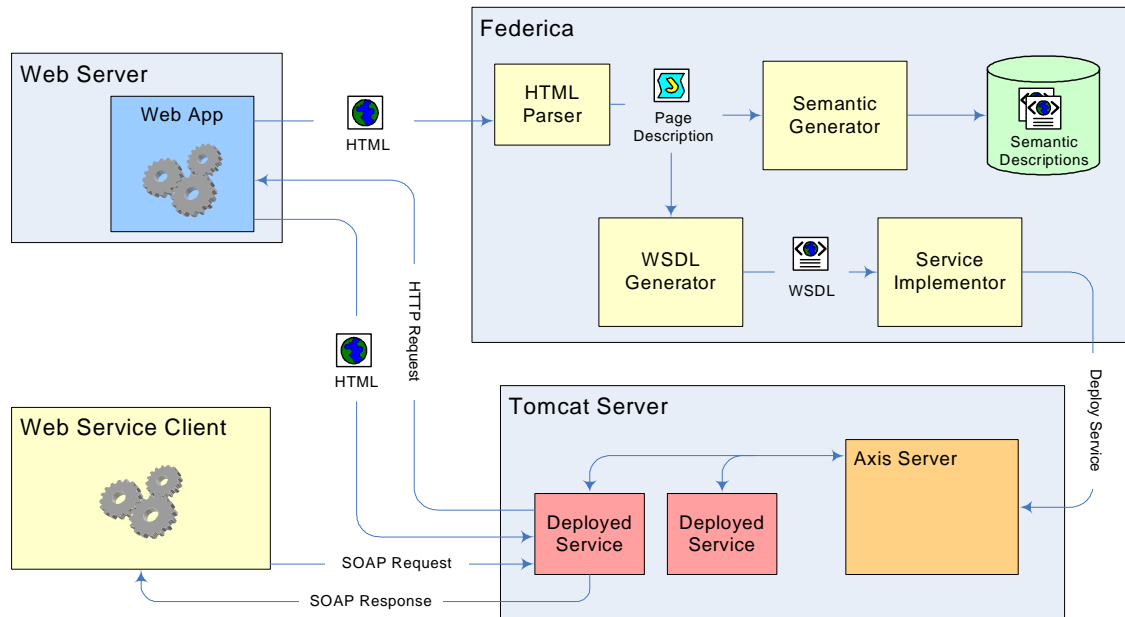 Federica
Web Server
Web App
HTML
HTML
Parser
Page
Description
Semantic
Generator
Semantic
Descriptions
WSDL
Generator
WSDL
Service
Implementor
HTTP Request
HTML
Deploy Service
Web Service Client
Tomcat Server
Axis Server
Deployed
Service
Deployed
Service
SOAP Request
SOAP Response